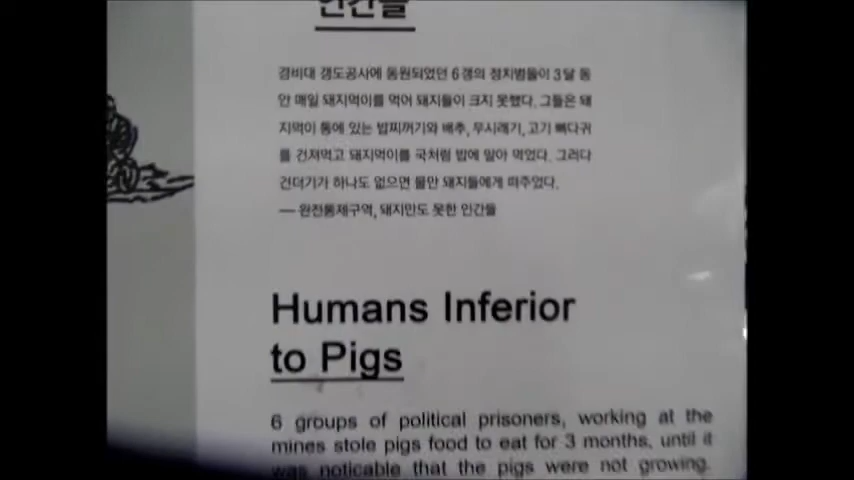 인간들
경비대 갱도공사에 동원되었던 6갱의 정치범들이 3달 동
안 매일 돼지먹이를 먹어 돼지들이 크지 못했다. 그들은 돼
지먹이 통에 있는 밥찌꺼기와 배추, 무시래기, 고기 뼈다귀
를 건져먹고 돼지먹이를 국처럼 밥에 말아 먹었다. 그러다
건더기가 하나도 없으면 물만 돼지들에게 떠주었다.
— 완전통제구역, 돼지만도 못한 인간들
Humans Inferior
to Pigs
6 groups of political prisoners, working at the
mines stole pigs food to eat for 3 months, until it
was noticable that the pigs were not growing.